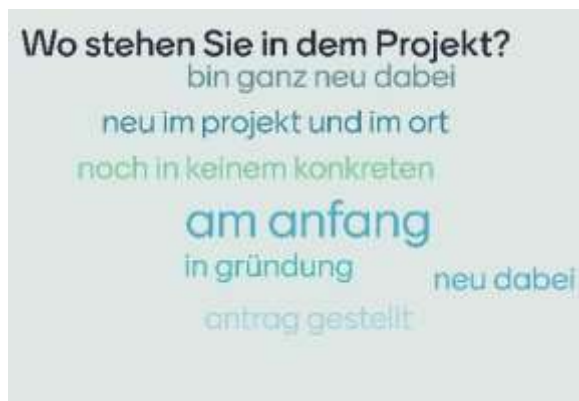 Wo stehen Sie in dem Projekt?
bin ganz neu dabei
neu im projekt und im ort
noch in keinem konkreten
am anfang
in gründung
neu dabei
antrag gestellt